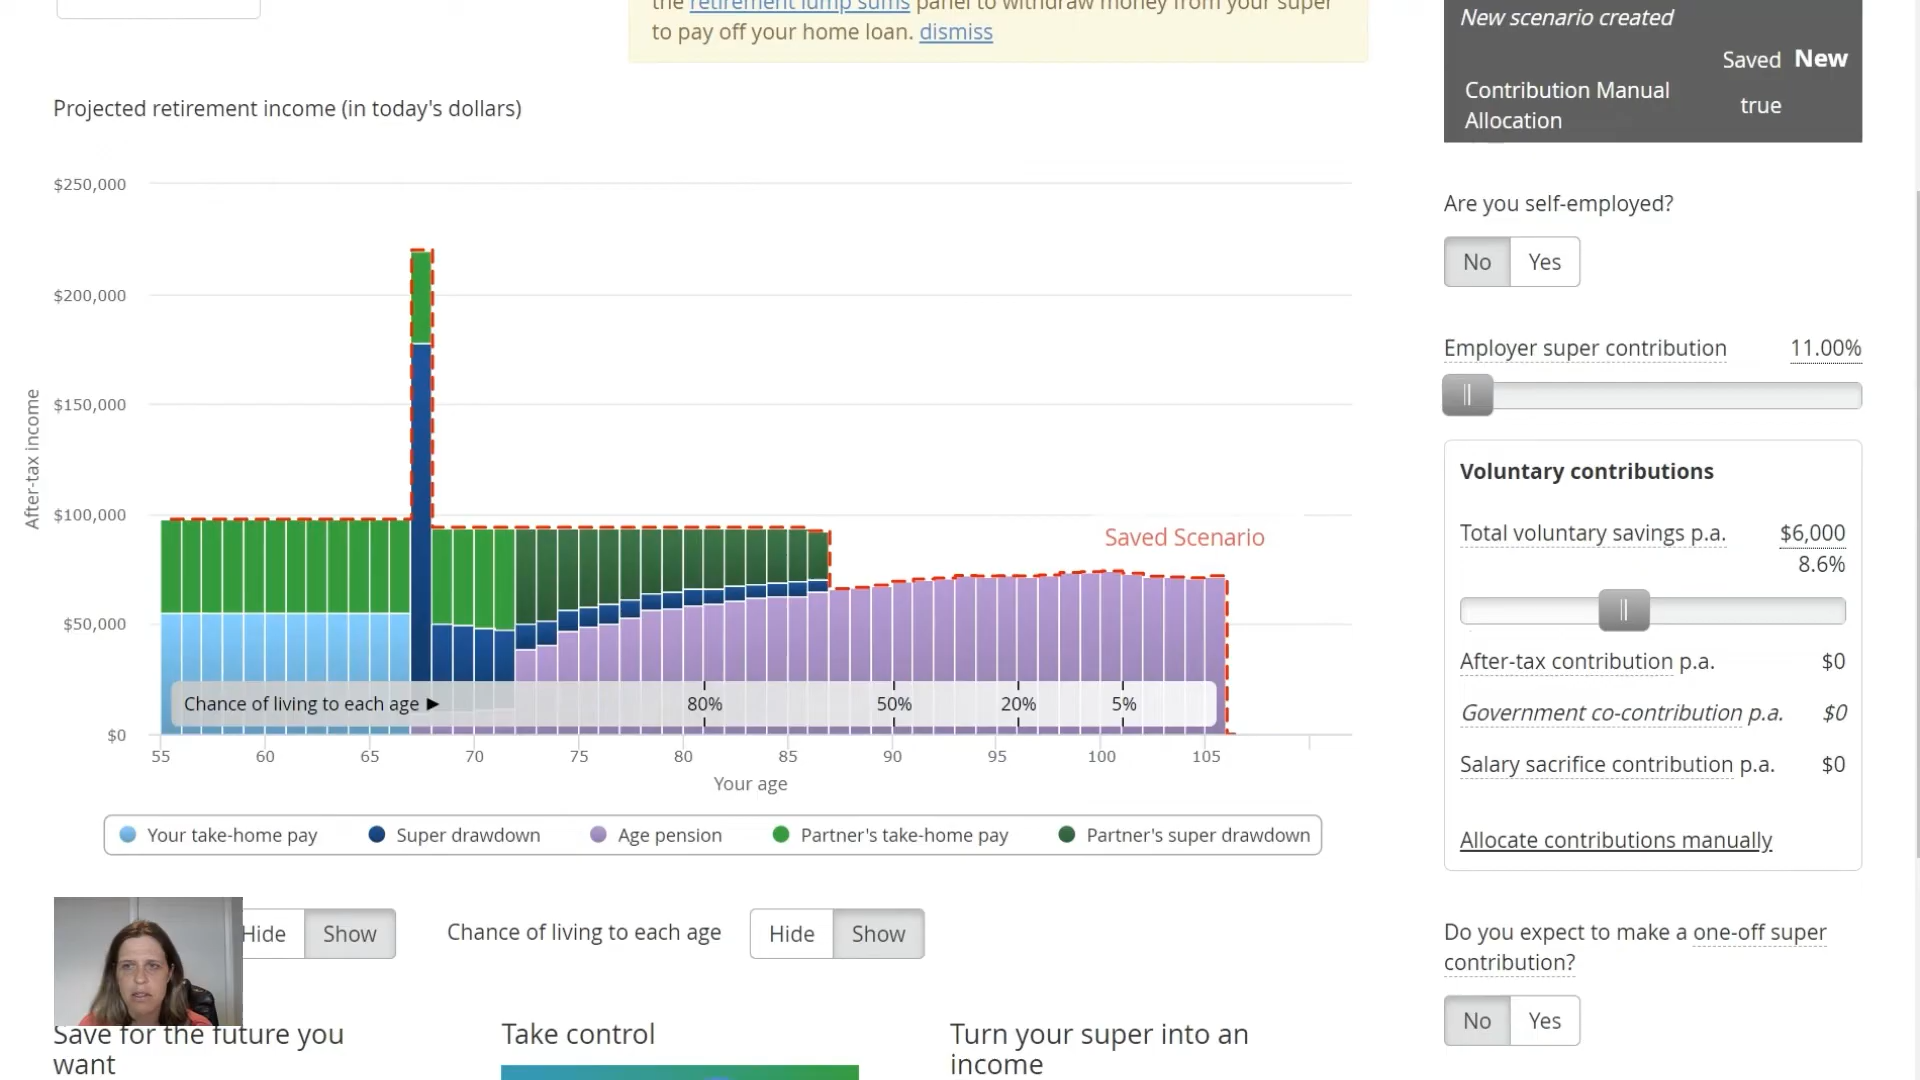 the retirement lump sums panel to withdraw money from your super
to pay off your home loan. dismiss
New scenario created
Saved New
Contribution Manual
Allocation
true
Projected retirement income (in today's dollars)
After-tax income
$250,000
$200,000
$150,000
$100,000
$50,000
$0
Saved Scenario
Chance of living to each age ▶
80%
50%
20%
5%
55 60 65 70 75 80 85 90 95 100 105
Your age
Your take-home pay
Super drawdown
Age pension
Partner's take-home pay
Partner's super drawdown
Hide Show
Chance of living to each age
Hide Show
Save for the future you
want
Take control
Turn your super into an
income
Are you self-employed?
No Yes
Employer super contribution 11.00%
Voluntary contributions
Total voluntary savings p.a. $6,000
8.6%
After-tax contribution p.a. $0
Government co-contribution p.a. $0
Salary sacrifice contribution p.a. $0
Allocate contributions manually
Do you expect to make a one-off super
contribution?
No Yes